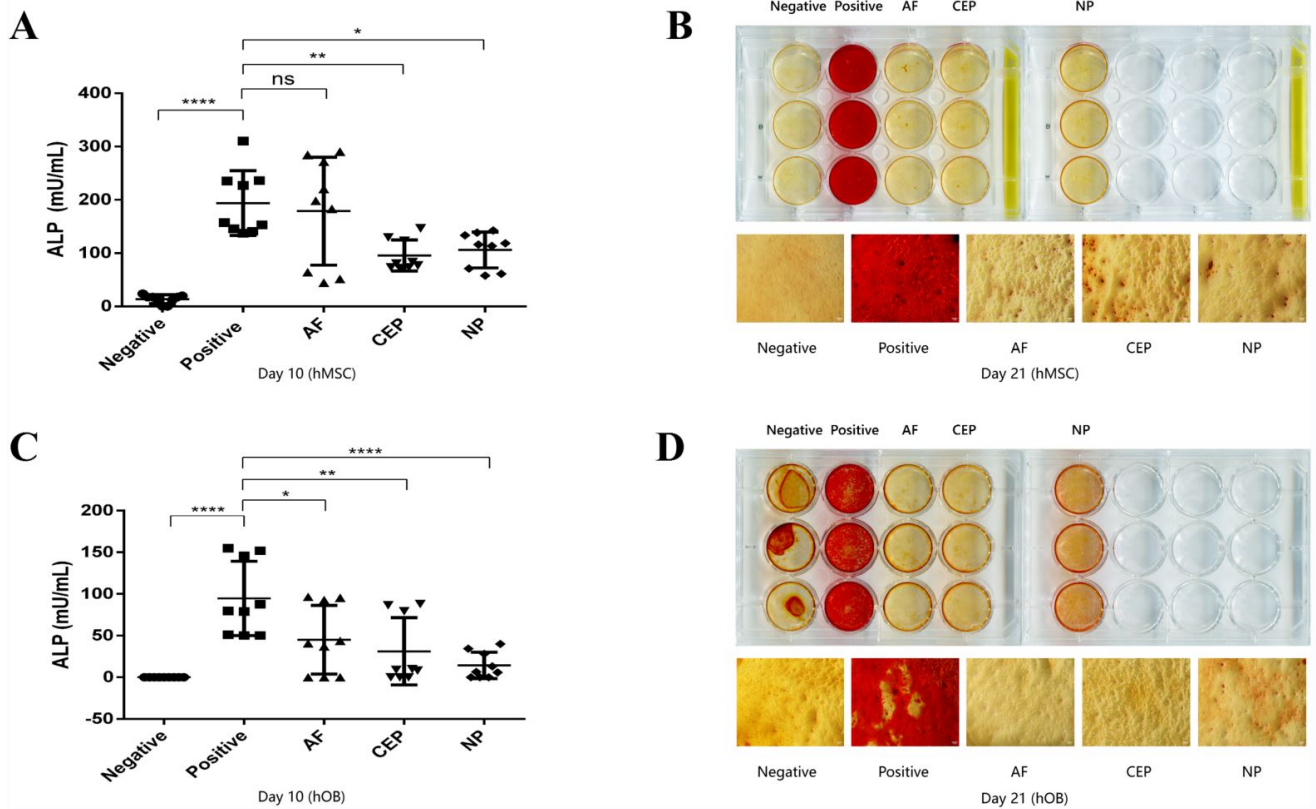 A
*
**
ns
****
400
300
200
100
0
ALP (mU/mL)
Negative
Positive
AF
CEP
NP
Day 10 (hMSC)
B
Negative Positive AF CEP NP
Negative Positive AF CEP NP
Day 21 (hMSC)
C
****
**
*
****
200
150
100
50
0
-50
ALP (mU/mL)
Negative
Positive
AF
CEP
NP
Day 10 (hOB)
D
Negative Positive AF CEP NP
Negative Positive AF CEP NP
Day 21 (hOB)